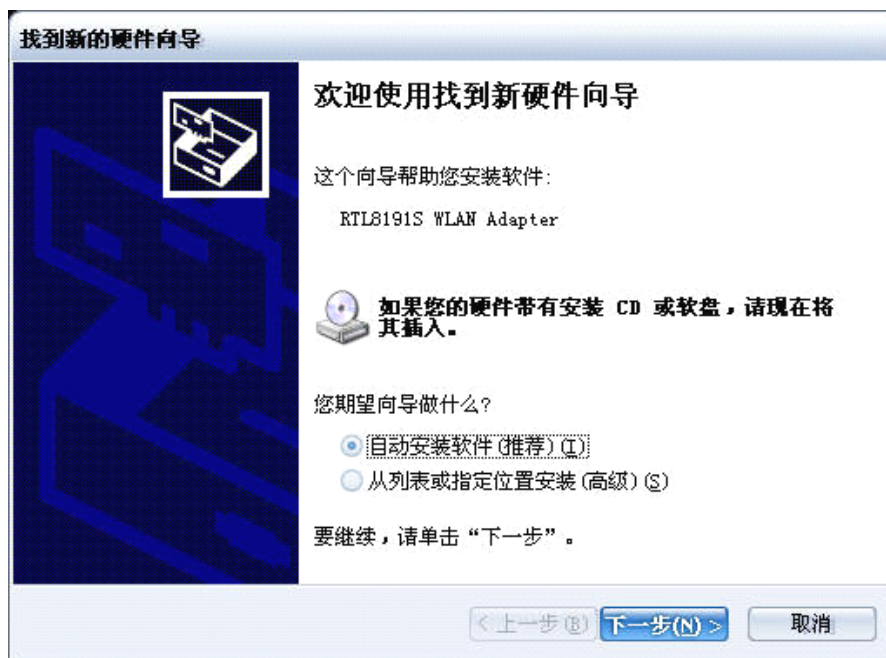 找到新的硬件向导
欢迎使用找到新硬件向导
这个向导帮助您安装软件:
RTL8191S WLAN Adapter
如果您的硬件带有安装 CD 或软盘，请现在将
其插入。
您期望向导做什么?
自动安装软件(推荐)(I)
从列表或指定位置安装(高级)(S)
要继续，请单击“下一步”。
< 上一步(B) 下一步(N) > 取消